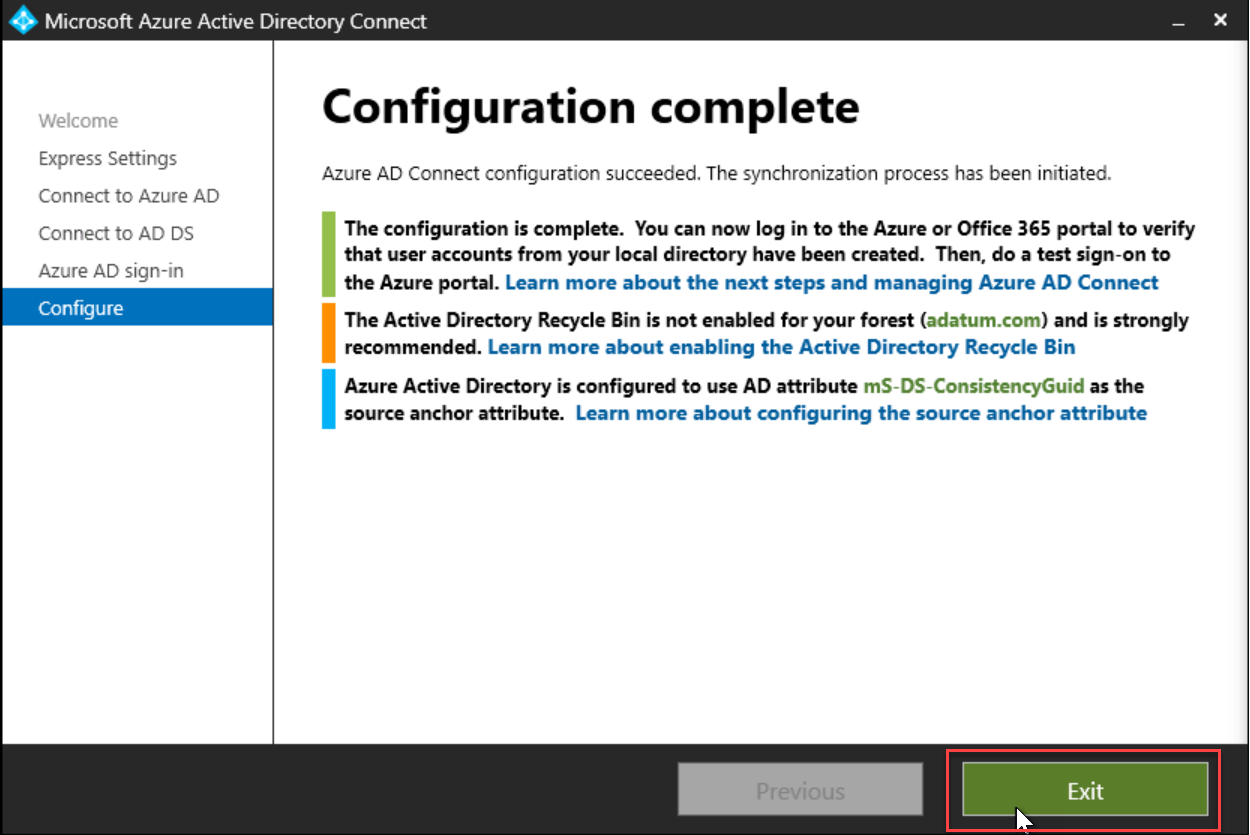 Microsoft Azure Active Directory Connect
Welcome
Express Settings
Connect to Azure AD
Connect to AD DS
Azure AD sign-in
Configure
Configuration complete
Azure AD Connect configuration succeeded. The synchronization process has been initiated.
The configuration is complete.  You can now log in to the Azure or Office 365 portal to verify
that user accounts from your local directory have been created.  Then, do a test sign-on to
the Azure portal. Learn more about the next steps and managing Azure AD Connect
The Active Directory Recycle Bin is not enabled for your forest (adatum.com) and is strongly
recommended. Learn more about enabling the Active Directory Recycle Bin
Azure Active Directory is configured to use AD attribute mS-DS-ConsistencyGuid as the
source anchor attribute.  Learn more about configuring the source anchor attribute
Previous
Exit